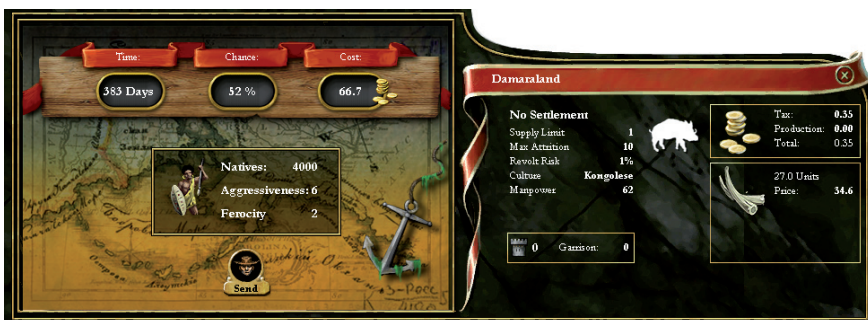 Time: Chance: Cost:
383 Days 52 % 66.7
Natives: 4000
Aggressiveness: 6
Ferocity 2
Send
Damaraland
No Settlement
Supply Limit 1
Max Attrition 10
Revolt Risk 1%
Culture Kongolese
Manpower 62
0 Garrison: 0
Tax: 0.35
Production: 0.00
Total: 0.35
27.0 Units
Price: 34.6